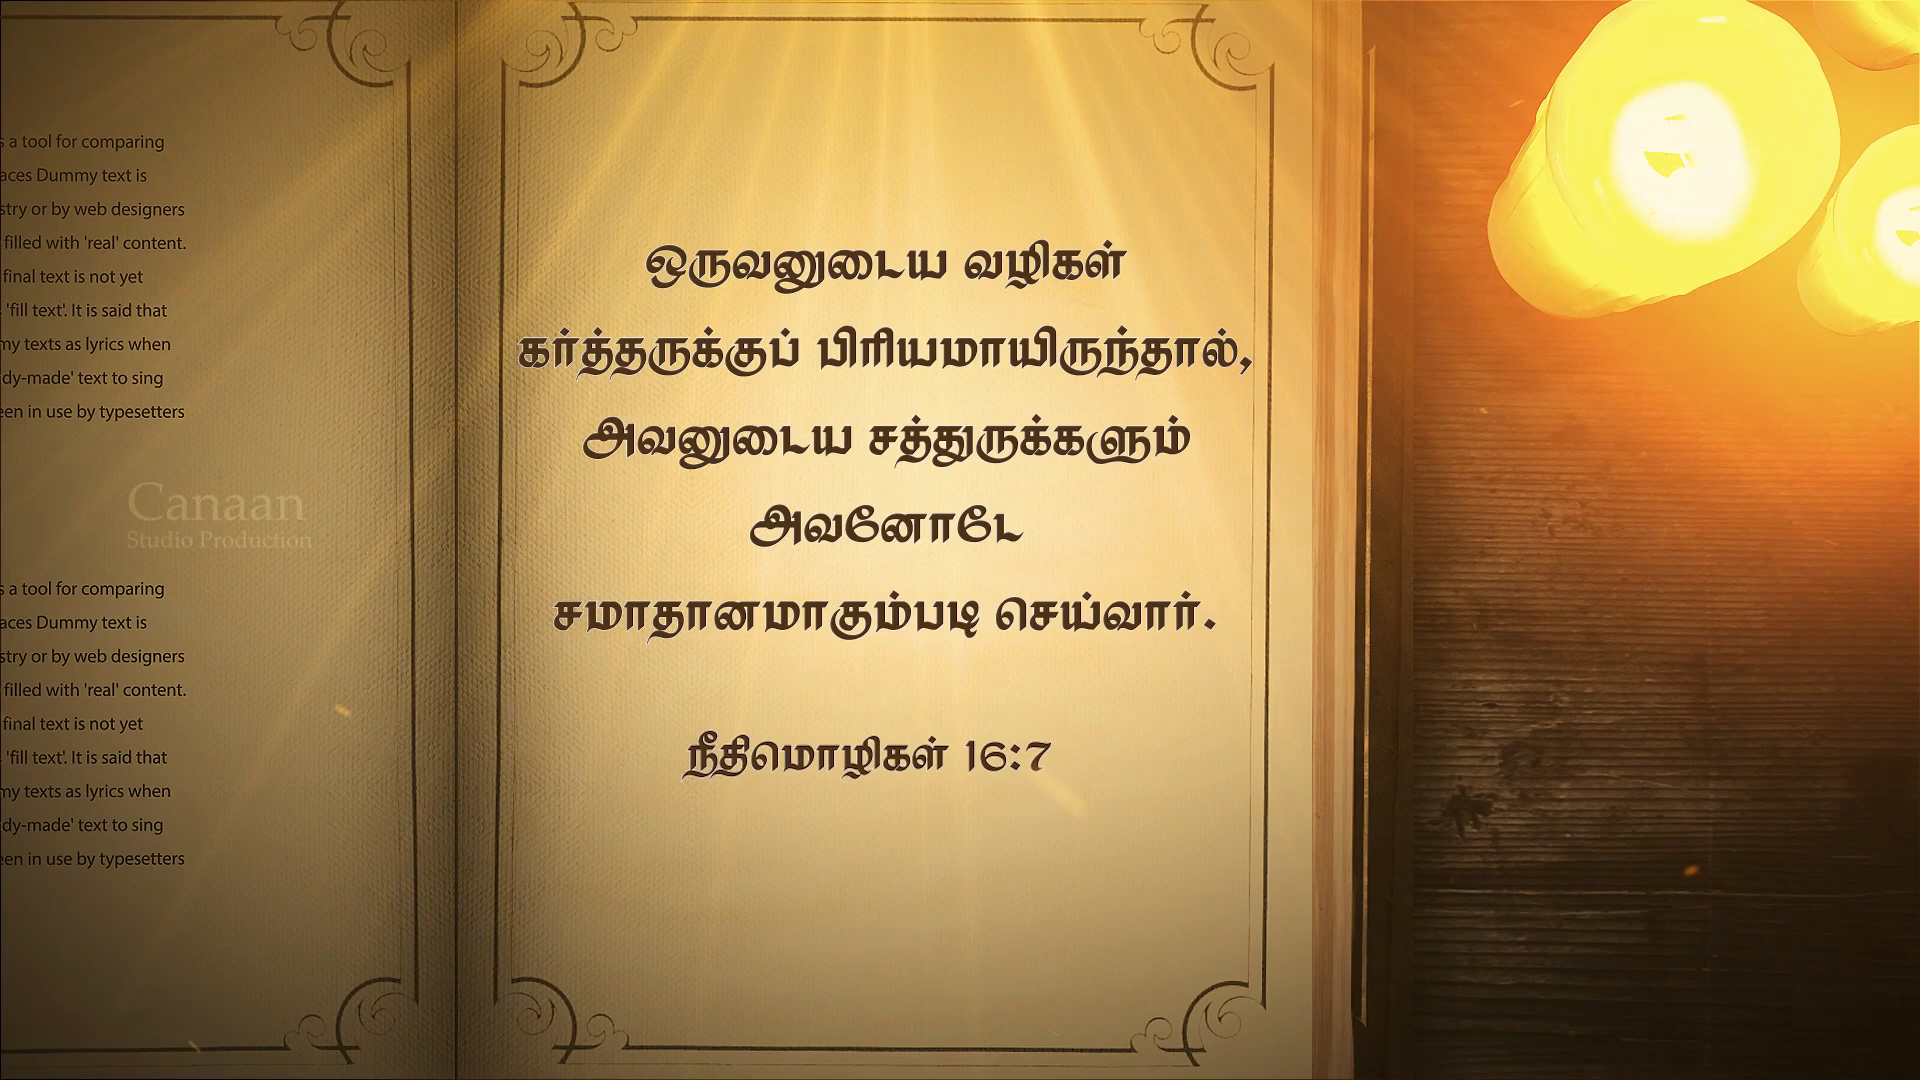 s a tool for comparing
aces Dummy text is
stry or by web designers
filled with 'real' content.
final text is not yet
'fill text'. It is said that
my texts as lyrics when
dy-made' text to sing
een in use by typesetters
Canaan
Studio Production
s a tool for comparing
aces Dummy text is
stry or by web designers
filled with 'real' content.
final text is not yet
'fill text'. It is said that
my texts as lyrics when
dy-made' text to sing
een in use by typesetters
ஒருவனுடைய வழிகள்
கர்த்தருக்குப் பிரியமாயிருந்தால்,
அவனுடைய சத்துருக்களும்
அவனோடே
சமாதானமாகும்படி செய்வார்.
நீதிமொழிகள் 16:7